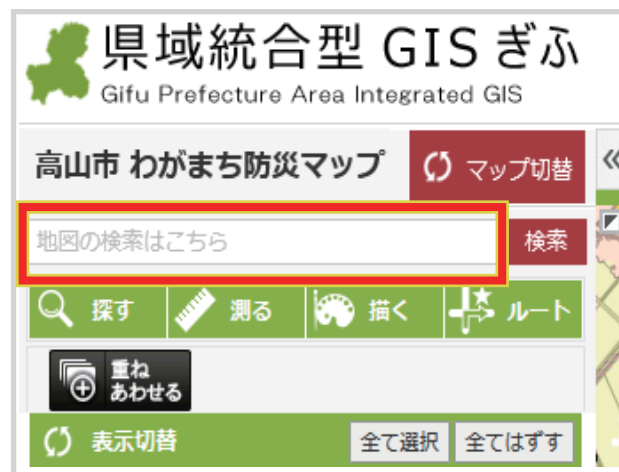 県域統合型 GISぎふ
Gifu Prefecture Area Integrated GIS
高山市 わがまち防災マップ
マップ切替
地図の検索はこちら
検索
探す
測る
描く
ルート
重ね
あわせる
表示切替
全て選択
全てはずす